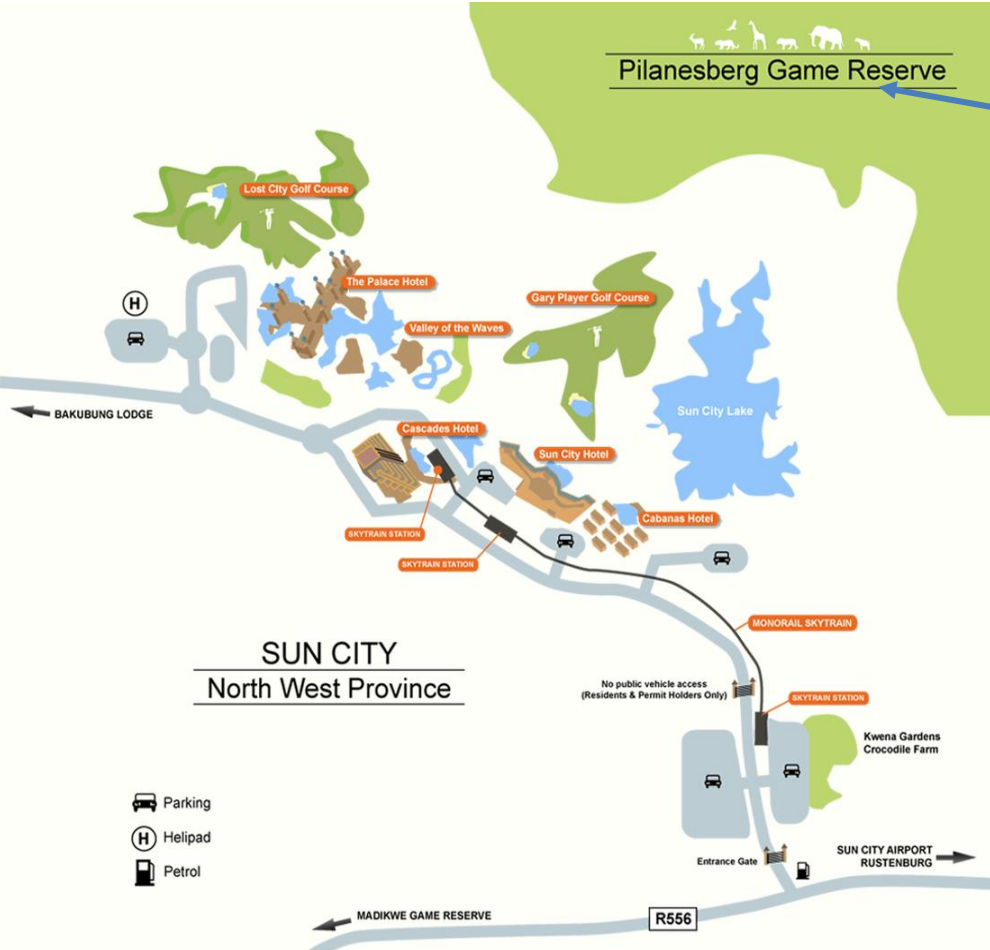 Pilanesberg Game Reserve
Lost City Golf Course
The Palace Hotel
Gary Player Golf Course
H
Valley of the Waves
BAKUBUNG LODGE
Sun City Lake
Cascades Hotel
Sun City Hotel
Cabanas Hotel
SKYTRAIN STATION
SKYTRAIN STATION
MONORAIL SKYTRAIN
SUN CITY
North West Province
No public vehicle access
(Residents & Permit Holders Only)
SKYTRAIN STATION
Kwena Gardens
Crocodile Farm
Parking
H Helipad
Petrol
Entrance Gate
SUN CITY AIRPORT
RUSTENBURG
MADIKWE GAME RESERVE
R556